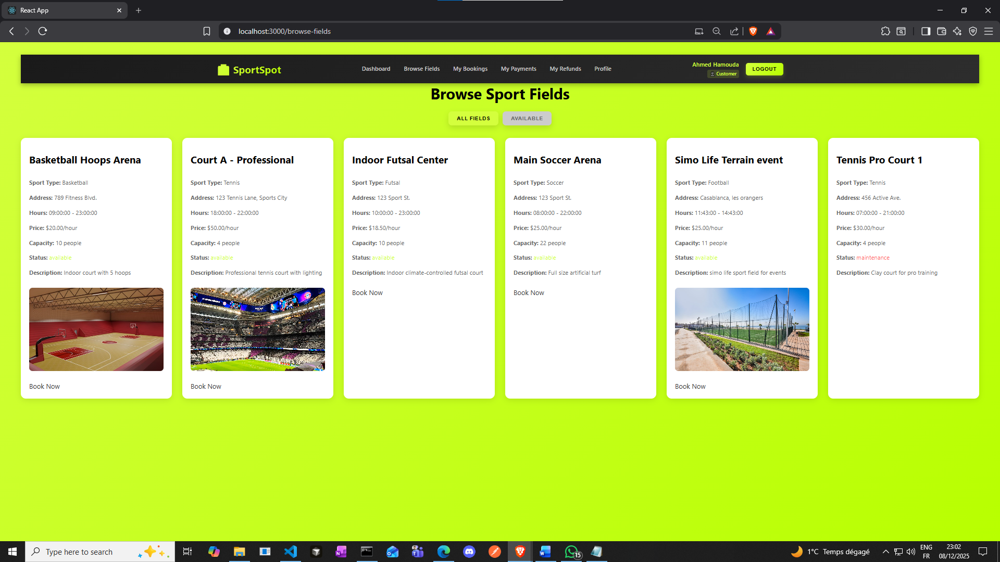 React App
localhost:3000/browse-fields
SportSpot
Dashboard
Browse Fields
My Bookings
My Payments
My Refunds
Profile
Ahmed Hamouda
Customer
LOGOUT
Browse Sport Fields
ALL FIELDS
AVAILABLE
Basketball Hoops Arena
Sport Type: Basketball
Address: 789 Fitness Blvd.
Hours: 09:00:00 - 23:00:00
Price: $20.00/hour
Capacity: 10 people
Status: available
Description: Indoor court with 5 hoops
Book Now
Court A - Professional
Sport Type: Tennis
Address: 123 Tennis Lane, Sports City
Hours: 18:00:00 - 22:00:00
Price: $50.00/hour
Capacity: 4 people
Status: available
Description: Professional tennis court with lighting
Book Now
Indoor Futsal Center
Sport Type: Futsal
Address: 123 Sport St.
Hours: 10:00:00 - 23:00:00
Price: $18.50/hour
Capacity: 10 people
Status: available
Description: Indoor climate-controlled futsal court
Book Now
Main Soccer Arena
Sport Type: Soccer
Address: 123 Sport St.
Hours: 08:00:00 - 22:00:00
Price: $25.00/hour
Capacity: 22 people
Status: available
Description: Full size artificial turf
Book Now
Simo Life Terrain event
Sport Type: Football
Address: Casablanca, les orangers
Hours: 11:43:00 - 14:43:00
Price: $25.00/hour
Capacity: 11 people
Status: available
Description: simo life sport field for events
Book Now
Tennis Pro Court 1
Sport Type: Tennis
Address: 456 Active Ave.
Hours: 07:00:00 - 21:00:00
Price: $30.00/hour
Capacity: 4 people
Status: maintenance
Description: Clay court for pro training
Type here to search
15
1°C Temps dégagé
ENG
FR
23:02
08/12/2025